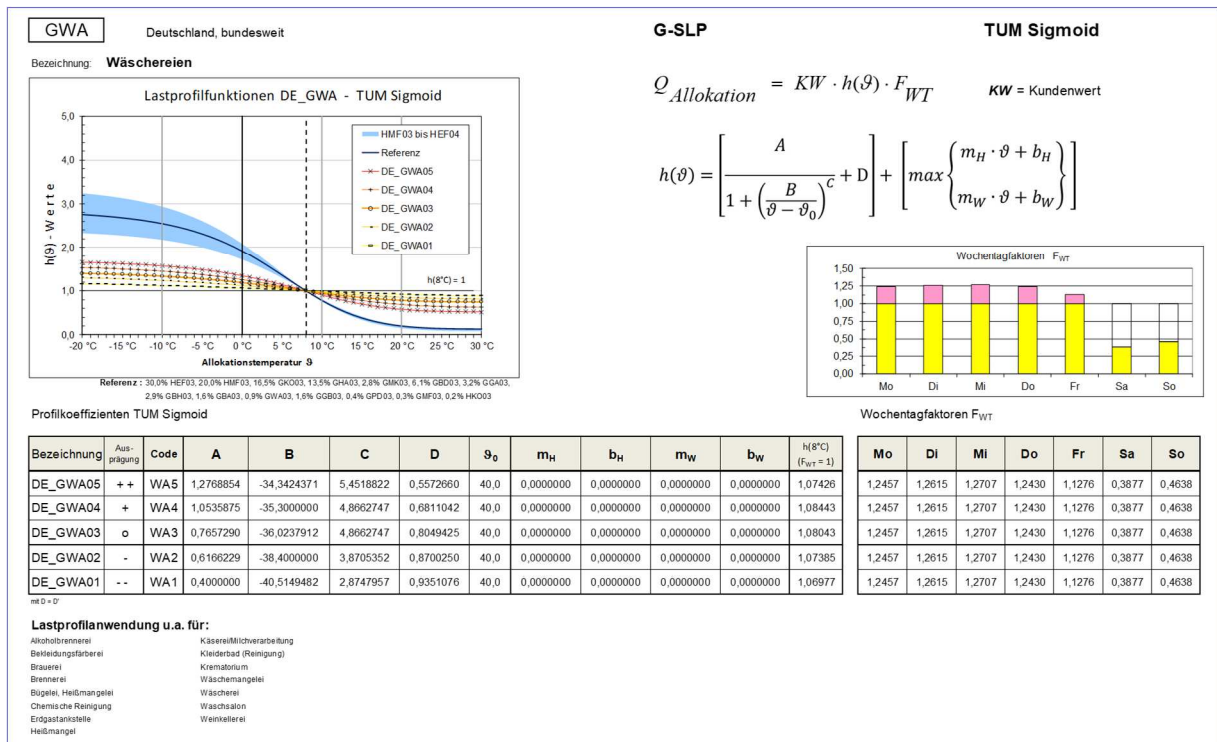 GWA Deutschland, bundesweit G-SLP TUM Sigmoid
Bezeichnung: Wäschereien
Q Allokation = KW · h(ϑ) · F WT KW = Kundenwert
h(ϑ) = [ A / (1 + (B / (ϑ − ϑ0))^C) + D ] + [ max { mH · ϑ + bH ; mW · ϑ + bW } ]
Lastprofilfunktionen DE_GWA - TUM Sigmoid
h(ϑ) - Werte
5,0
4,0
3,0
2,0
1,0
0,0
HMF03 bis HEF04
Referenz
DE_GWA05
DE_GWA04
DE_GWA03
DE_GWA02
DE_GWA01
h(8°C) = 1
-20 °C -15 °C -10 °C -5 °C 0 °C 5 °C 10 °C 15 °C 20 °C 25 °C 30 °C
Allokationstemperatur ϑ
Referenz : 30,0% HEF03, 20,0% HMF03, 16,5% GKO03, 13,5% GHA03, 2,8% GMK03, 6,1% GBD03, 3,2% GGA03,
2,9% GBH03, 1,6% GBA03, 0,9% GWA03, 1,6% GGB03, 0,4% GPD03, 0,3% GMF03, 0,2% HKO03
Wochentagfaktoren FWT
1,50
1,25
1,00
0,75
0,50
0,25
0,00
Mo Di Mi Do Fr Sa So
Profilkoeffizienten TUM Sigmoid
Bezeichnung Aus-prägung Code A B C D ϑ0 mH bH mW bW h(8°C) (FWT = 1)
DE_GWA05 + + WA5 1,2768854 -34,3424371 5,4518822 0,5572660 40,0 0,0000000 0,0000000 0,0000000 0,0000000 1,07426
DE_GWA04 + WA4 1,0535875 -35,3000000 4,8662747 0,6811042 40,0 0,0000000 0,0000000 0,0000000 0,0000000 1,08443
DE_GWA03 o WA3 0,7657290 -36,0237912 4,8662747 0,8049425 40,0 0,0000000 0,0000000 0,0000000 0,0000000 1,08043
DE_GWA02 - WA2 0,6166229 -38,4000000 3,8705352 0,8700250 40,0 0,0000000 0,0000000 0,0000000 0,0000000 1,07385
DE_GWA01 - - WA1 0,4000000 -40,5149482 2,8747957 0,9351076 40,0 0,0000000 0,0000000 0,0000000 0,0000000 1,06977
mit D = D'
Wochentagfaktoren FWT
Mo Di Mi Do Fr Sa So
1,2457 1,2615 1,2707 1,2430 1,1276 0,3877 0,4638
1,2457 1,2615 1,2707 1,2430 1,1276 0,3877 0,4638
1,2457 1,2615 1,2707 1,2430 1,1276 0,3877 0,4638
1,2457 1,2615 1,2707 1,2430 1,1276 0,3877 0,4638
1,2457 1,2615 1,2707 1,2430 1,1276 0,3877 0,4638
Lastprofilanwendung u.a. für:
Alkoholbrennerei
Bekleidungsfärberei
Brauerei
Brennerei
Bügelei, Heißmangelei
Chemische Reinigung
Erdgastankstelle
Heißmangel
Käserei/Milchverarbeitung
Kleiderbad (Reinigung)
Krematorium
Wäschemangelei
Wäscherei
Waschsalon
Weinkellerei